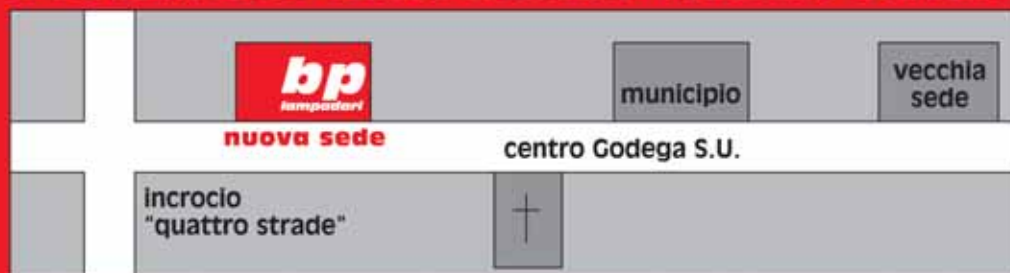 bp
lampadari
nuova sede
municipio
vecchia
sede
centro Godega S.U.
incrocio
"quattro strade"